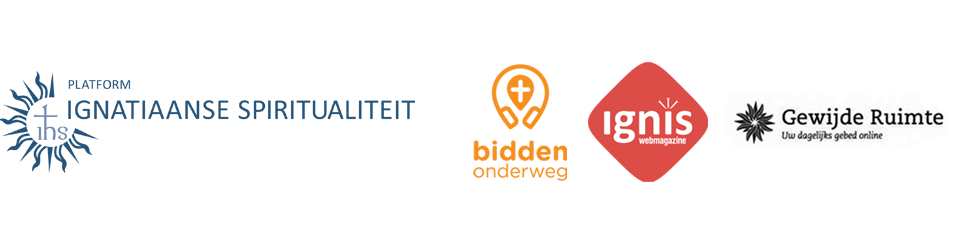 PLATFORM
IGNATIAANSE SPIRITUALITEIT
ihs
bidden
onderweg
ignis
webmagazine
Gewijde Ruimte
Uw dagelijks gebed online